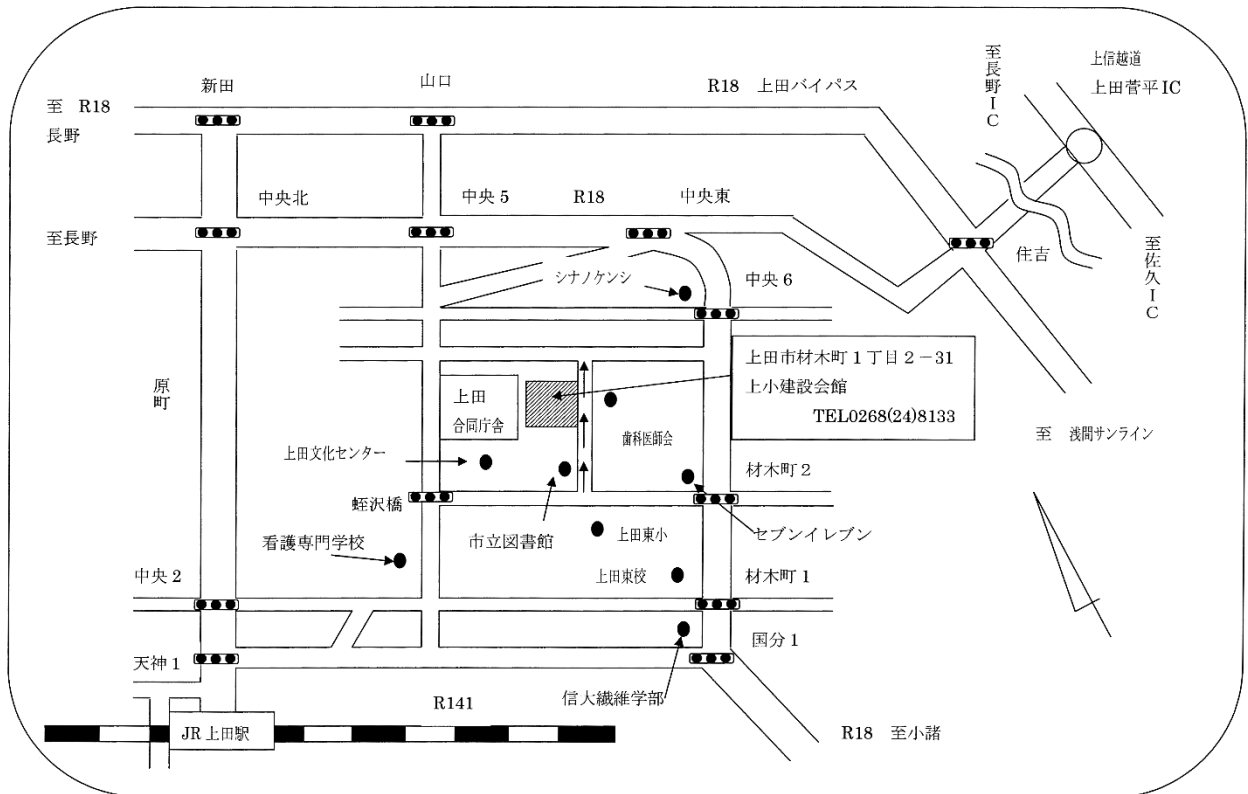 新田
山口
R18 上田バイパス
至長野IC
上信越道
上田菅平IC
至 R18
長野
中央北
中央5
R18
中央東
至長野
住吉
至佐久IC
シナノケンシ
中央6
上田市材木町1丁目2-31
上小建設会館
TEL0268(24)8133
原町
上田
合同庁舎
歯科医師会
至 浅間サンライン
上田文化センター
材木町2
蛭沢橋
市立図書館
上田東小
セブンイレブン
看護専門学校
中央2
上田東校
材木町1
天神1
国分1
信大繊維学部
R141
JR上田駅
R18 至小諸